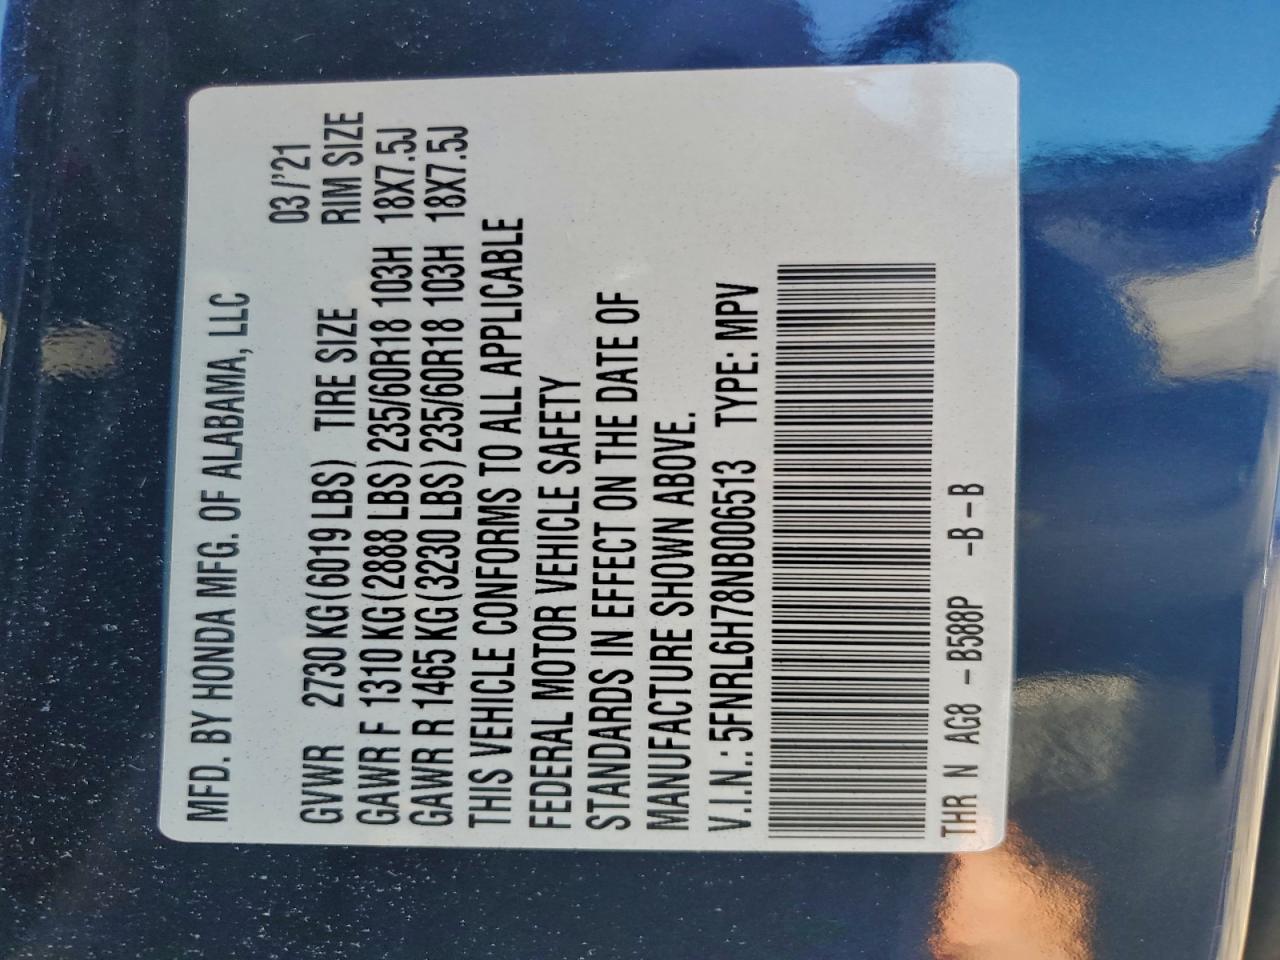 MFD. BY HONDA MFG. OF ALABAMA, LLC
03/'21
GVWR 2730 KG(6019 LBS) TIRE SIZE RIM SIZE
GAWR F 1310 KG(2888 LBS) 235/60R18 103H 18X7.5J
GAWR R 1465 KG(3230 LBS) 235/60R18 103H 18X7.5J
THIS VEHICLE CONFORMS TO ALL APPLICABLE
FEDERAL MOTOR VEHICLE SAFETY
STANDARDS IN EFFECT ON THE DATE OF
MANUFACTURE SHOWN ABOVE.
V.I.N.: 5FNRL6H78NB006513 TYPE: MPV
THR N AG8 - B588P -B - B